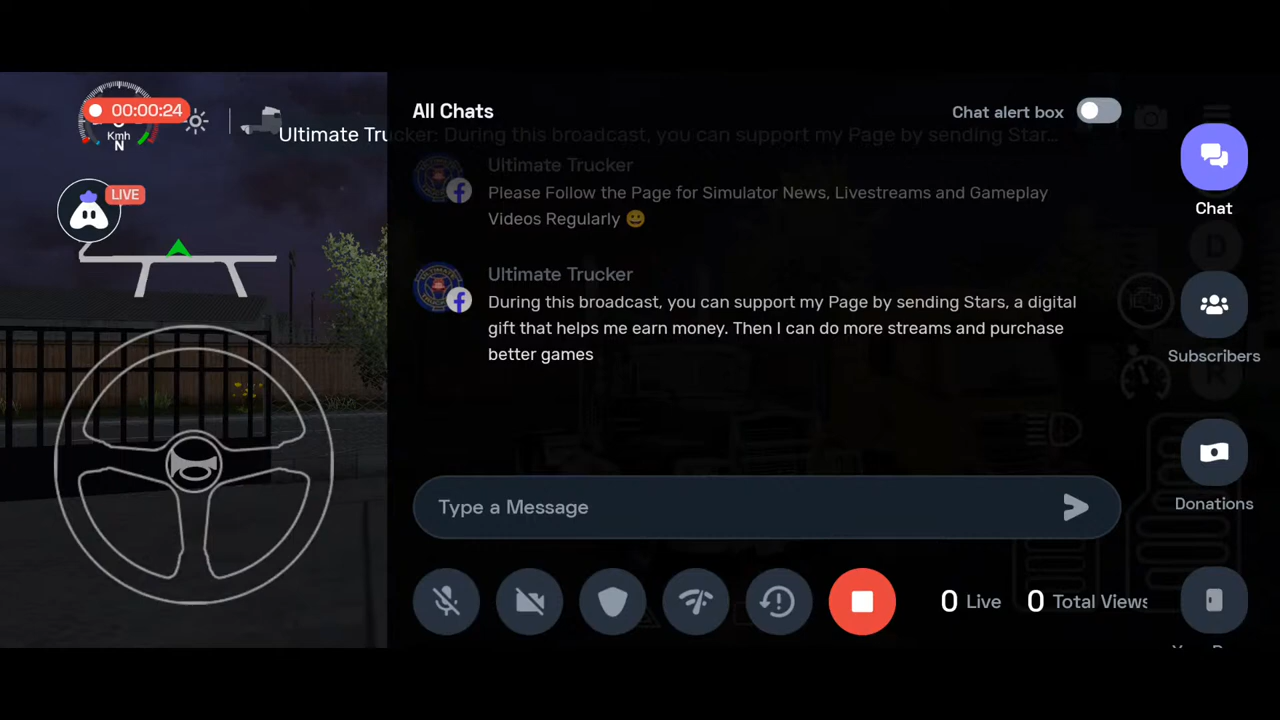 All Chats
Chat alert box
00:00:24
Kmh
N
Ultimate Trucker: During this broadcast, you can support my Page by sending Star...
LIVE
Ultimate Trucker
Please Follow the Page for Simulator News, Livestreams and Gameplay
Videos Regularly 😀
Ultimate Trucker
During this broadcast, you can support my Page by sending Stars, a digital
gift that helps me earn money. Then I can do more streams and purchase
better games
Chat
D
Subscribers
R
Donations
Type a Message
0 Live
0 Total Views